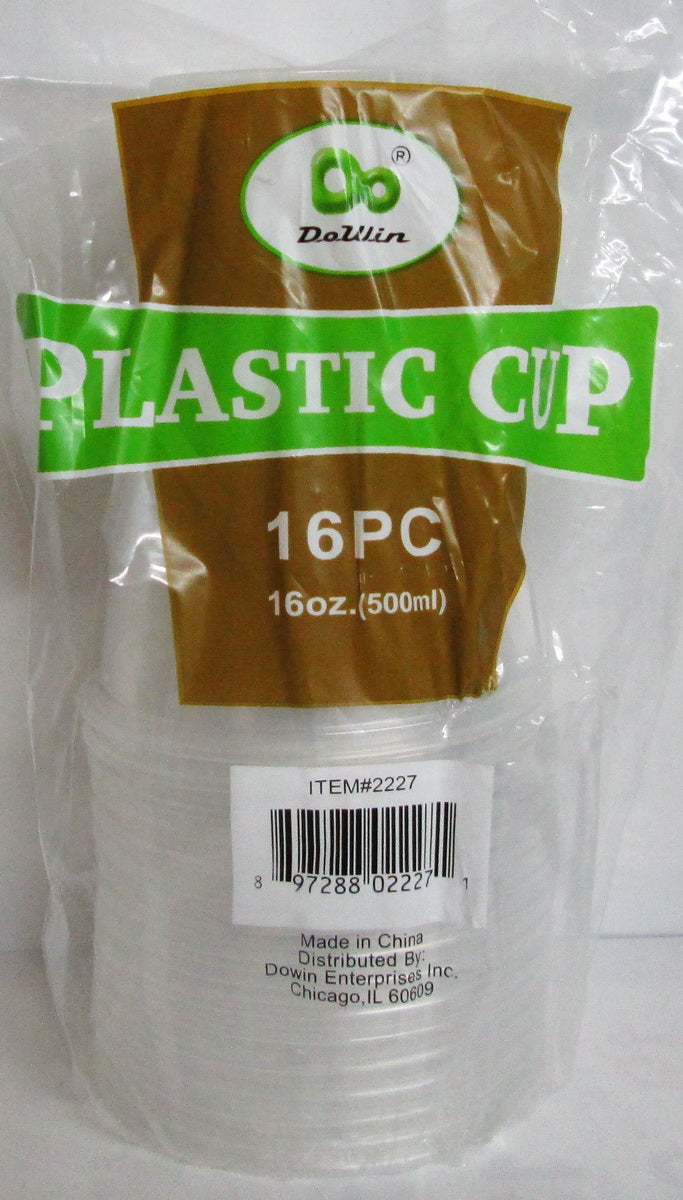 ®
DoWin
PLASTIC CUP
16PC
16oz.(500ml)
ITEM#2227
8 97288 02227 1
Made in China
Distributed By:
Dowin Enterprises Inc.
Chicago,IL 60609